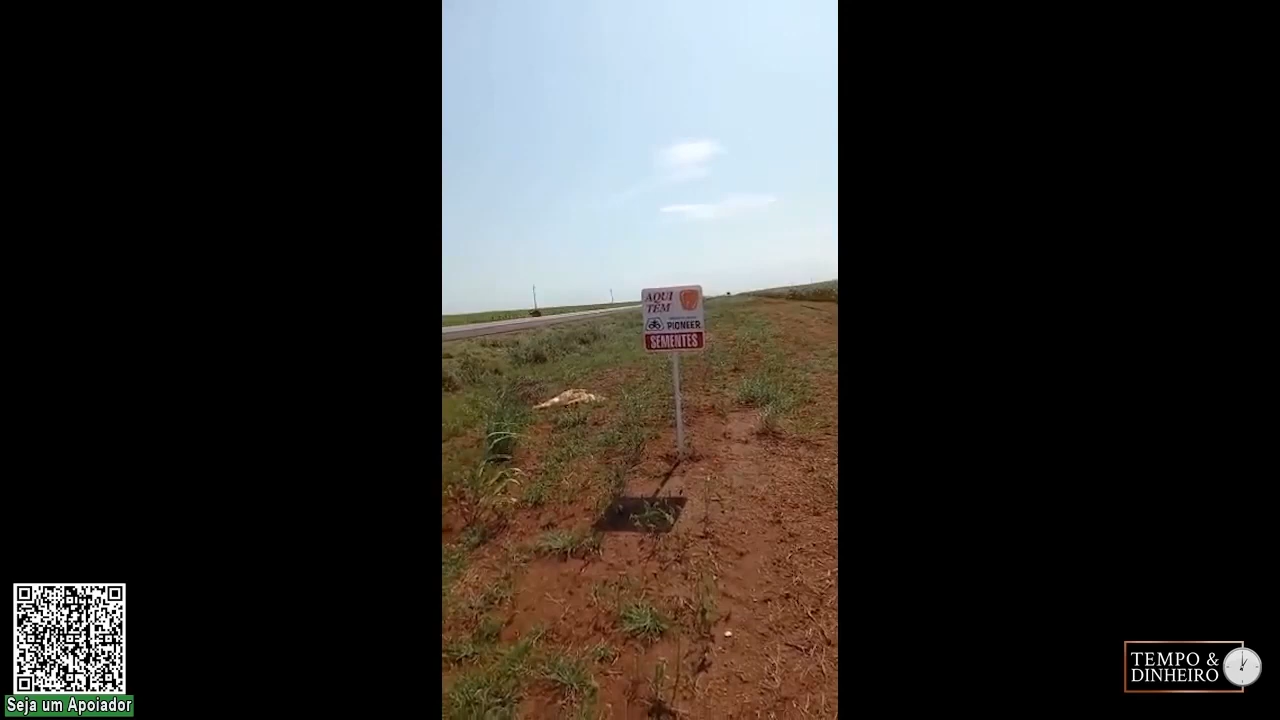 AQUI
TEM
PIONEER
SEMENTES
Seja um Apoiador
TEMPO &
DINHEIRO